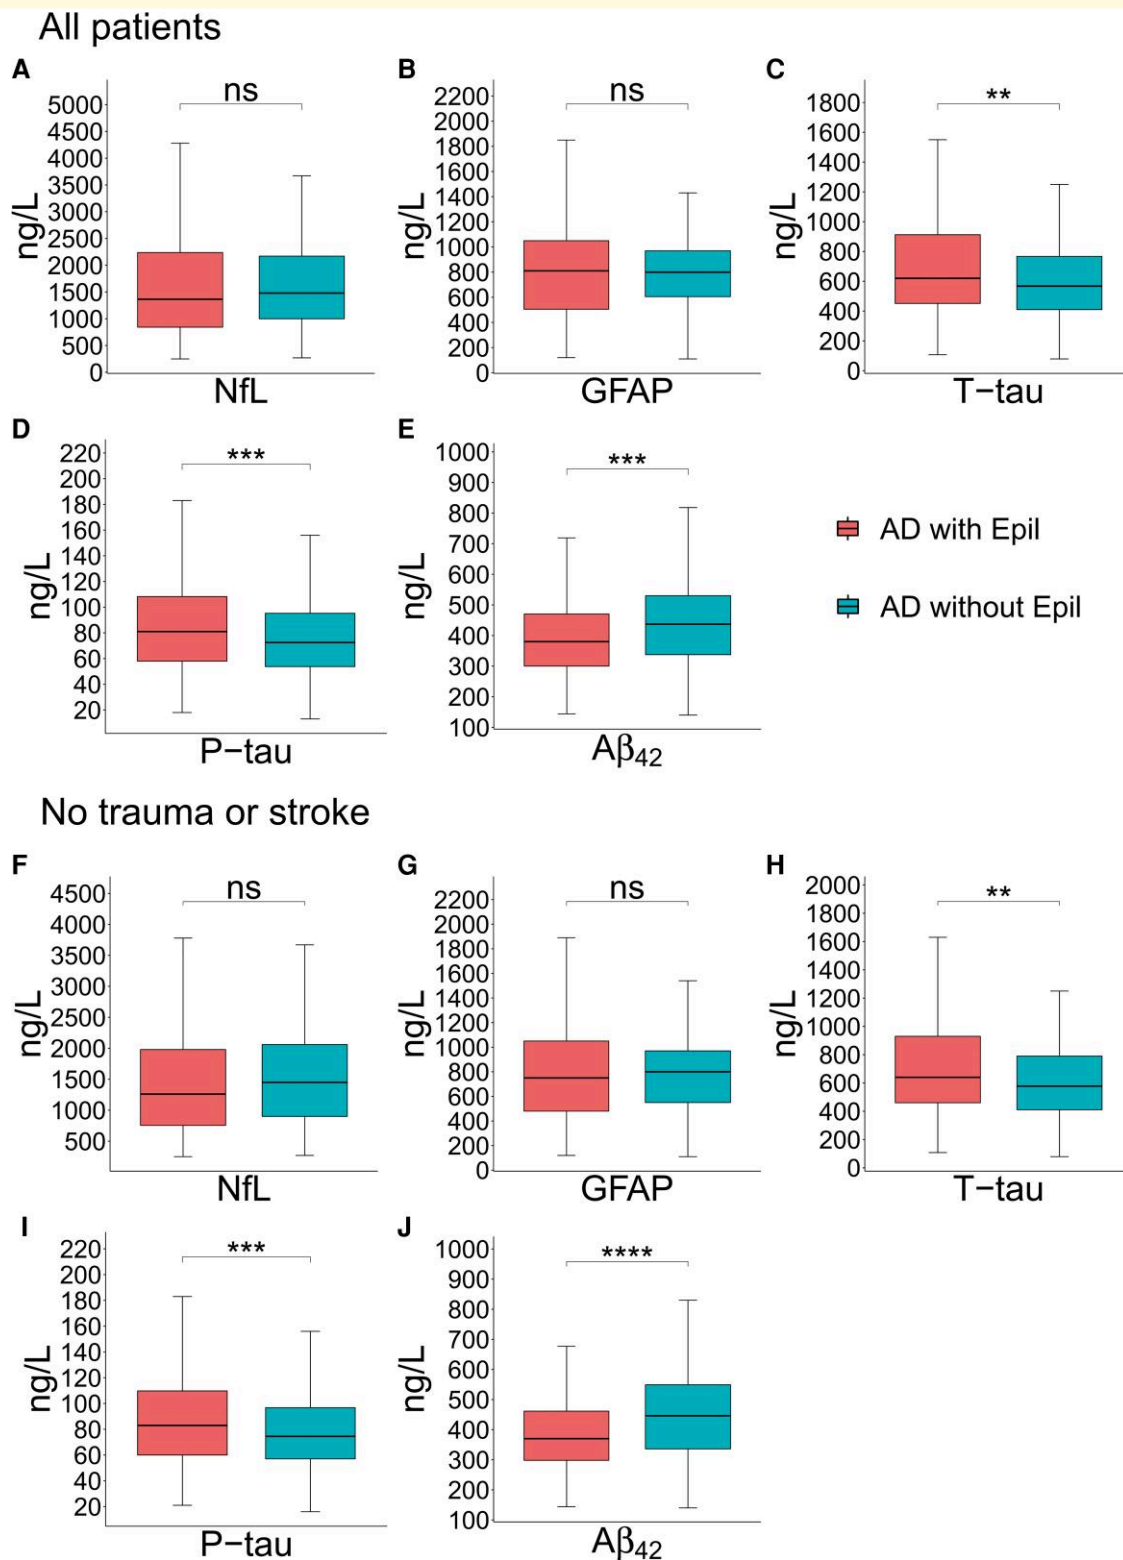 All patients
A
ns
5000
4500
4000
3500
3000
2500
2000
1500
1000
500
0
ng/L
NfL
B
ns
2200
2000
1800
1600
1400
1200
1000
800
600
400
200
0
ng/L
GFAP
C
**
1800
1600
1400
1200
1000
800
600
400
200
0
ng/L
T−tau
D
***
220
200
180
160
140
120
100
80
60
40
20
ng/L
P−tau
E
***
1000
900
800
700
600
500
400
300
200
100
ng/L
Aβ42
AD with Epil
AD without Epil
No trauma or stroke
F
ns
4500
4000
3500
3000
2500
2000
1500
1000
500
ng/L
NfL
G
ns
2200
2000
1800
1600
1400
1200
1000
800
600
400
200
0
ng/L
GFAP
H
**
2000
1800
1600
1400
1200
1000
800
600
400
200
0
ng/L
T−tau
I
***
220
200
180
160
140
120
100
80
60
40
20
ng/L
P−tau
J
****
1000
900
800
700
600
500
400
300
200
100
ng/L
Aβ42